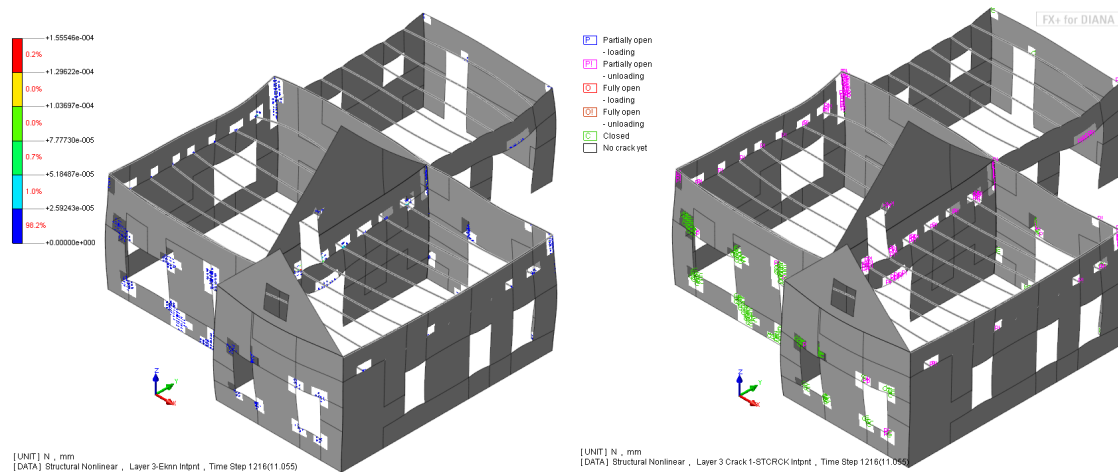 +1.55546e-004
0.2%
+1.29622e-004
0.0%
+1.03697e-004
0.0%
+7.77730e-005
0.7%
+5.18487e-005
1.0%
+2.59243e-005
98.2%
+0.00000e+000
Z
Y
X
[UNIT] N , mm
[DATA] Structural Nonlinear , Layer 3-Eknn Intpnt , Time Step 1216(11.055)
FX+ for DIANA
P Partially open
- loading
P1 Partially open
- unloading
O Fully open
- loading
O1 Fully open
- unloading
C Closed
No crack yet
Z
Y
X
[UNIT] N , mm
[DATA] Structural Nonlinear , Layer 3 Crack 1-STCRCK Intpnt , Time Step 1216(11.055)